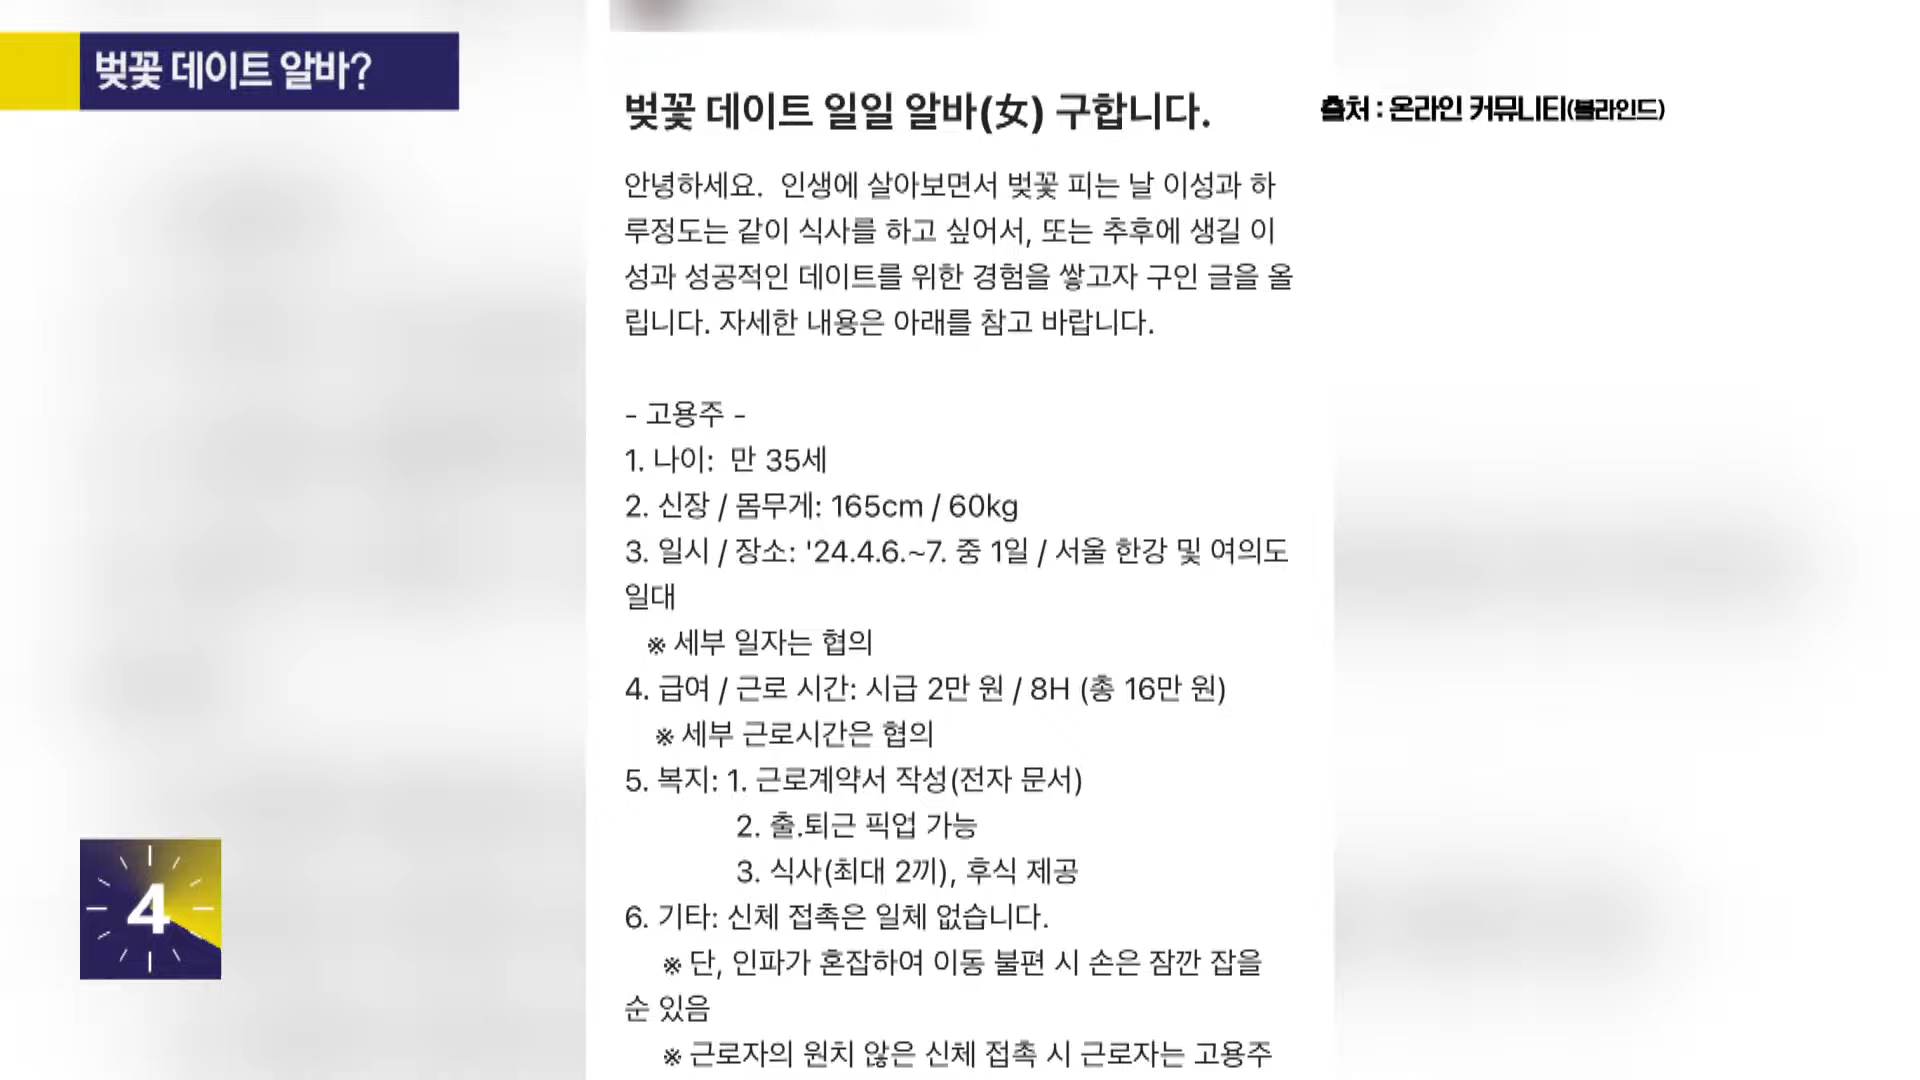 벚꽃 데이트 알바?
벚꽃 데이트 일일 알바(女) 구합니다.
출처 : 온라인 커뮤니티(블라인드)
안녕하세요. 인생에 살아보면서 벚꽃 피는 날 이성과 하
루정도는 같이 식사를 하고 싶어서, 또는 추후에 생길 이
성과 성공적인 데이트를 위한 경험을 쌓고자 구인 글을 올
립니다. 자세한 내용은 아래를 참고 바랍니다.
- 고용주 -
1. 나이: 만 35세
2. 신장 / 몸무게: 165cm / 60kg
3. 일시 / 장소: '24.4.6.~7. 중 1일 / 서울 한강 및 여의도
일대
※ 세부 일자는 협의
4. 급여 / 근로 시간: 시급 2만 원 / 8H (총 16만 원)
※ 세부 근로시간은 협의
5. 복지: 1. 근로계약서 작성(전자 문서)
2. 출.퇴근 픽업 가능
3. 식사(최대 2끼), 후식 제공
6. 기타: 신체 접촉은 일체 없습니다.
※ 단, 인파가 혼잡하여 이동 불편 시 손은 잠깐 잡을
순 있음
※ 근로자의 원치 않은 신체 접촉 시 근로자는 고용주
4